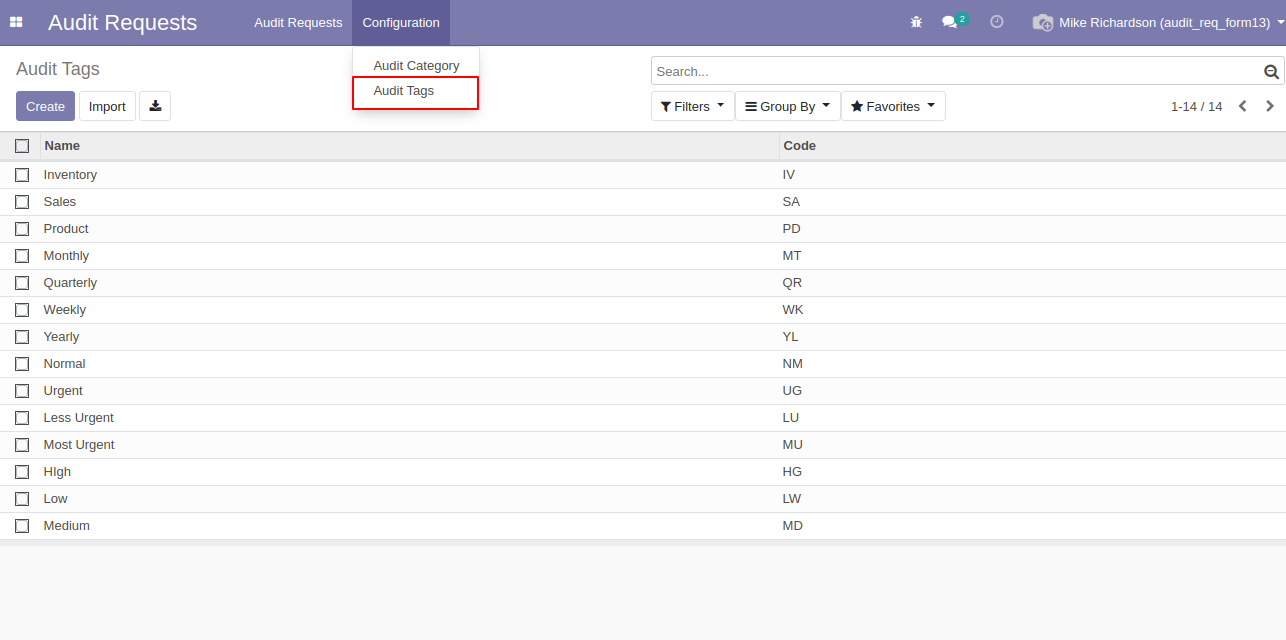 Audit Requests Audit Requests Configuration 2 Mike Richardson (audit_req_form13)
Audit Category
Audit Tags
Audit Tags
Search...
Create Import Filters Group By Favorites 1-14 / 14
Name Code
Inventory IV
Sales SA
Product PD
Monthly MT
Quarterly QR
Weekly WK
Yearly YL
Normal NM
Urgent UG
Less Urgent LU
Most Urgent MU
HIgh HG
Low LW
Medium MD